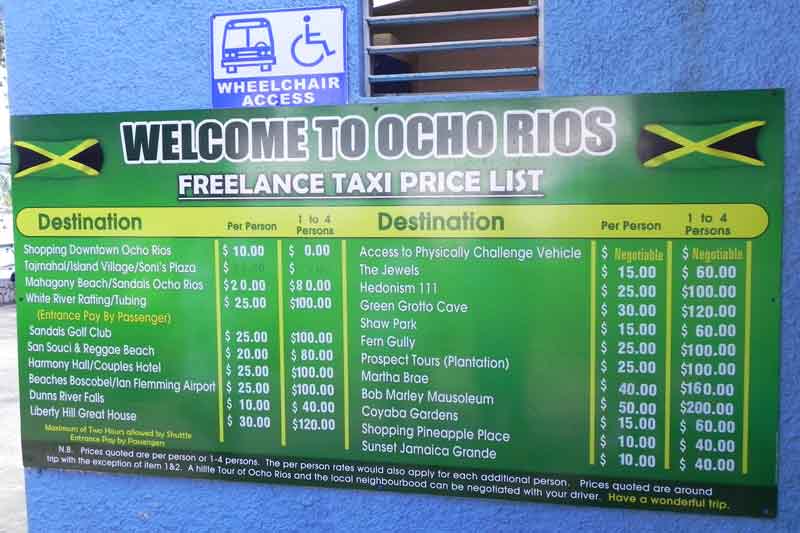 WHEELCHAIR
ACCESS
WELCOME TO OCHO RIOS
FREELANCE TAXI PRICE LIST
Destination Per Person 1 to 4 Persons
Shopping Downtown Ocho Rios $ 10.00 $ 0.00
Tajmahal/Island Village/Soni's Plaza $ $
Mahogany Beach/Sandals Ocho Rios $20.00 $80.00
White River Ratting/Tubing $ 25.00 $100.00
(Entrance Pay By Passenger)
Sandals Golf Club $ 25.00 $100.00
San Souci & Reggae Beach $ 20.00 $ 80.00
Harmony Hall/Couples Hotel $ 25.00 $100.00
Beaches Boscobel/Ian Flemming Airport $ 25.00 $100.00
Dunns River Falls $ 10.00 $ 40.00
Liberty Hill Great House $ 30.00 $120.00
Maximum of Two Hours allowed by Shuttle
Entrance Pay by Passengers
Destination Per Person 1 to 4 Persons
Access to Physically Challenge Vehicle $ Negotiable $ Negotiable
The Jewels $ 15.00 $ 60.00
Hedonism 111 $ 25.00 $100.00
Green Grotto Cave $ 30.00 $120.00
Shaw Park $ 15.00 $ 60.00
Fern Gully $ 25.00 $100.00
Prospect Tours (Plantation) $ 25.00 $100.00
Martha Brae $ 40.00 $160.00
Bob Marley Mausoleum $ 50.00 $200.00
Coyaba Gardens $ 15.00 $ 60.00
Shopping Pineapple Place $ 10.00 $ 40.00
Sunset Jamaica Grande $ 10.00 $ 40.00
N.B. Prices quoted are per person or 1-4 persons. The per person rates would also apply for each additional person. Prices quoted are around
trip with the exception of item 1&2. A hillte Tour of Ocho Rios and the local neighbourbood can be negotiated with your driver. Have a wonderful trip.